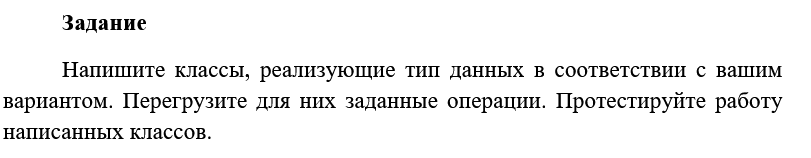 Задание
Напишите классы, реализующие тип данных в соответствии с вашим
вариантом. Перегрузите для них заданные операции. Протестируйте работу
написанных классов.